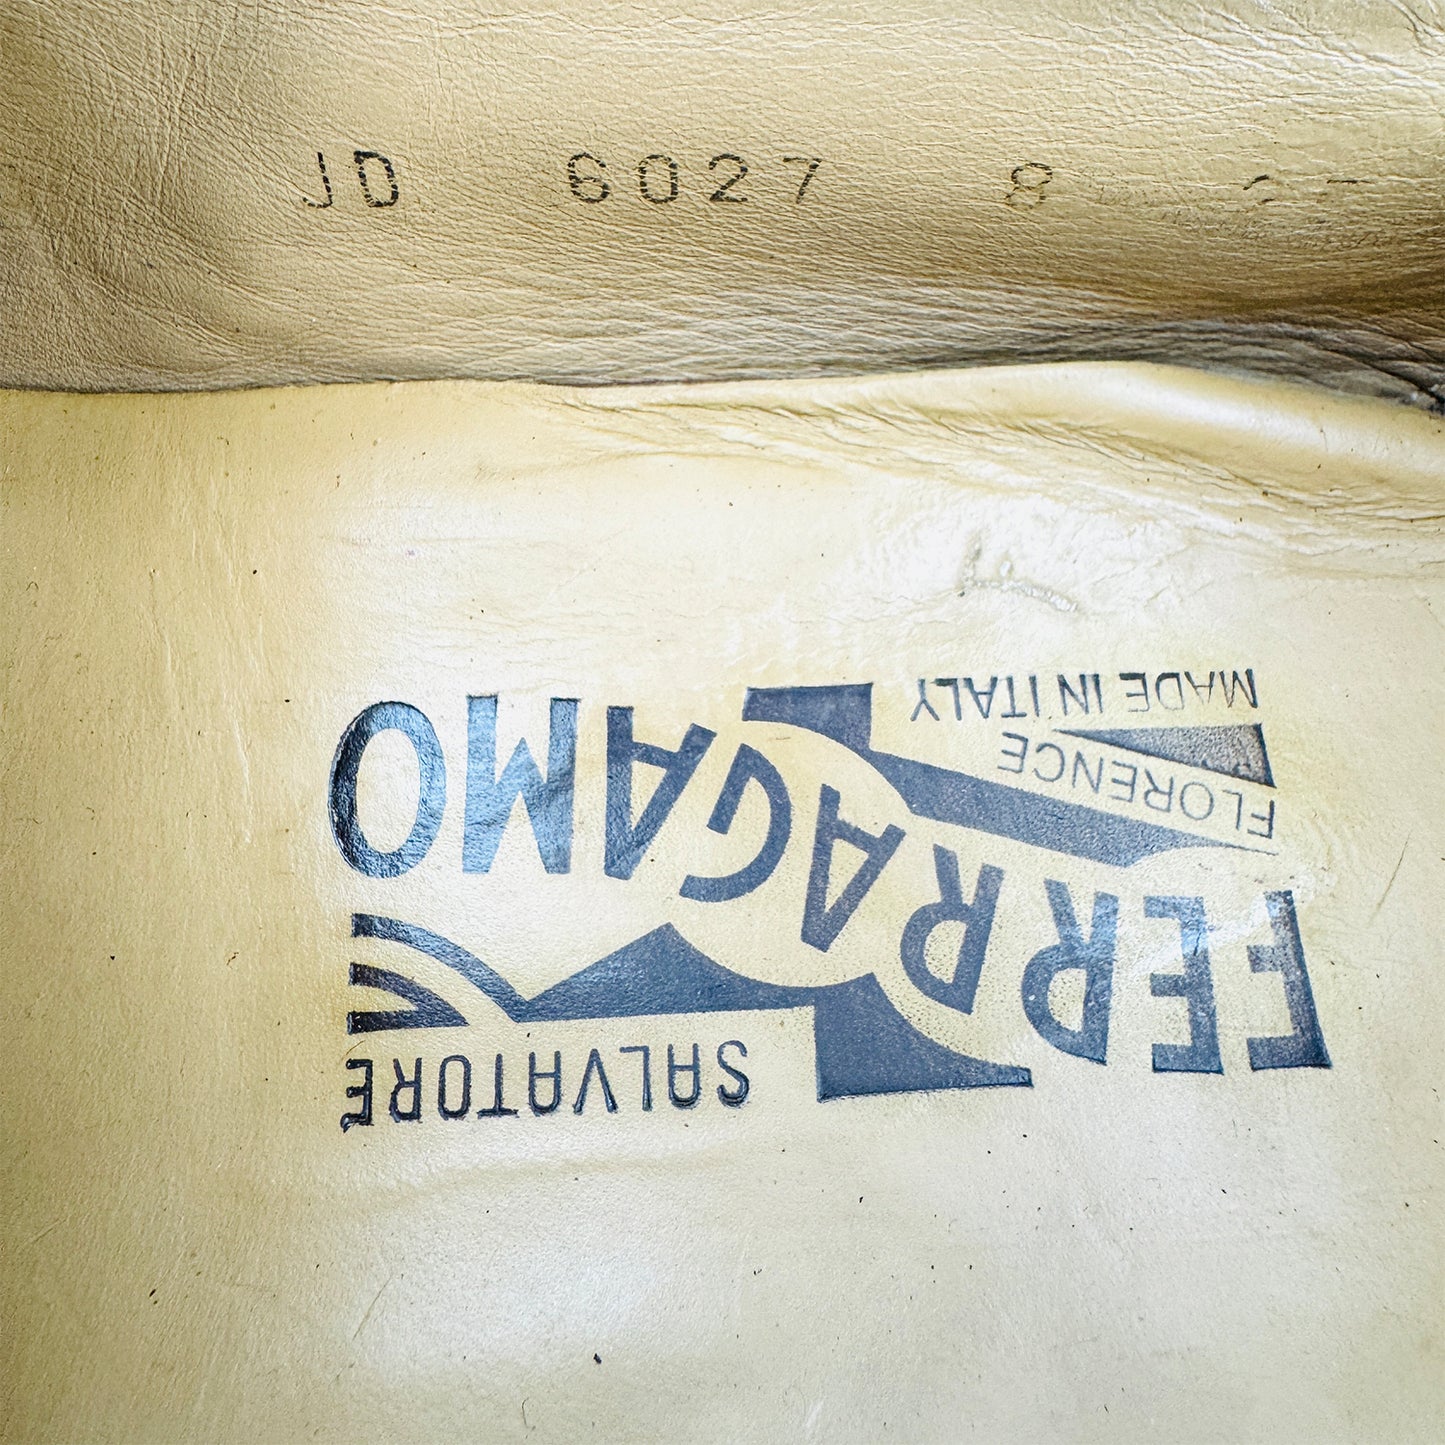 JD 6027 8
SALVATORE
FERRAGAMO
FLORENCE
MADE IN ITALY